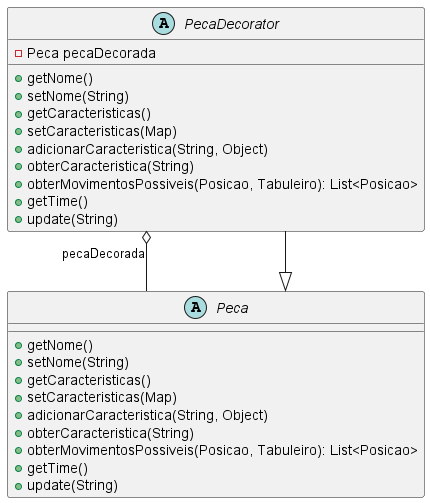 A PecaDecorator
Peca pecaDecorada
getNome()
setNome(String)
getCaracteristicas()
setCaracteristicas(Map)
adicionarCaracteristica(String, Object)
obterCaracteristica(String)
obterMovimentosPossiveis(Posicao, Tabuleiro): List<Posicao>
getTime()
update(String)
pecaDecorada
A Peca
getNome()
setNome(String)
getCaracteristicas()
setCaracteristicas(Map)
adicionarCaracteristica(String, Object)
obterCaracteristica(String)
obterMovimentosPossiveis(Posicao, Tabuleiro): List<Posicao>
getTime()
update(String)